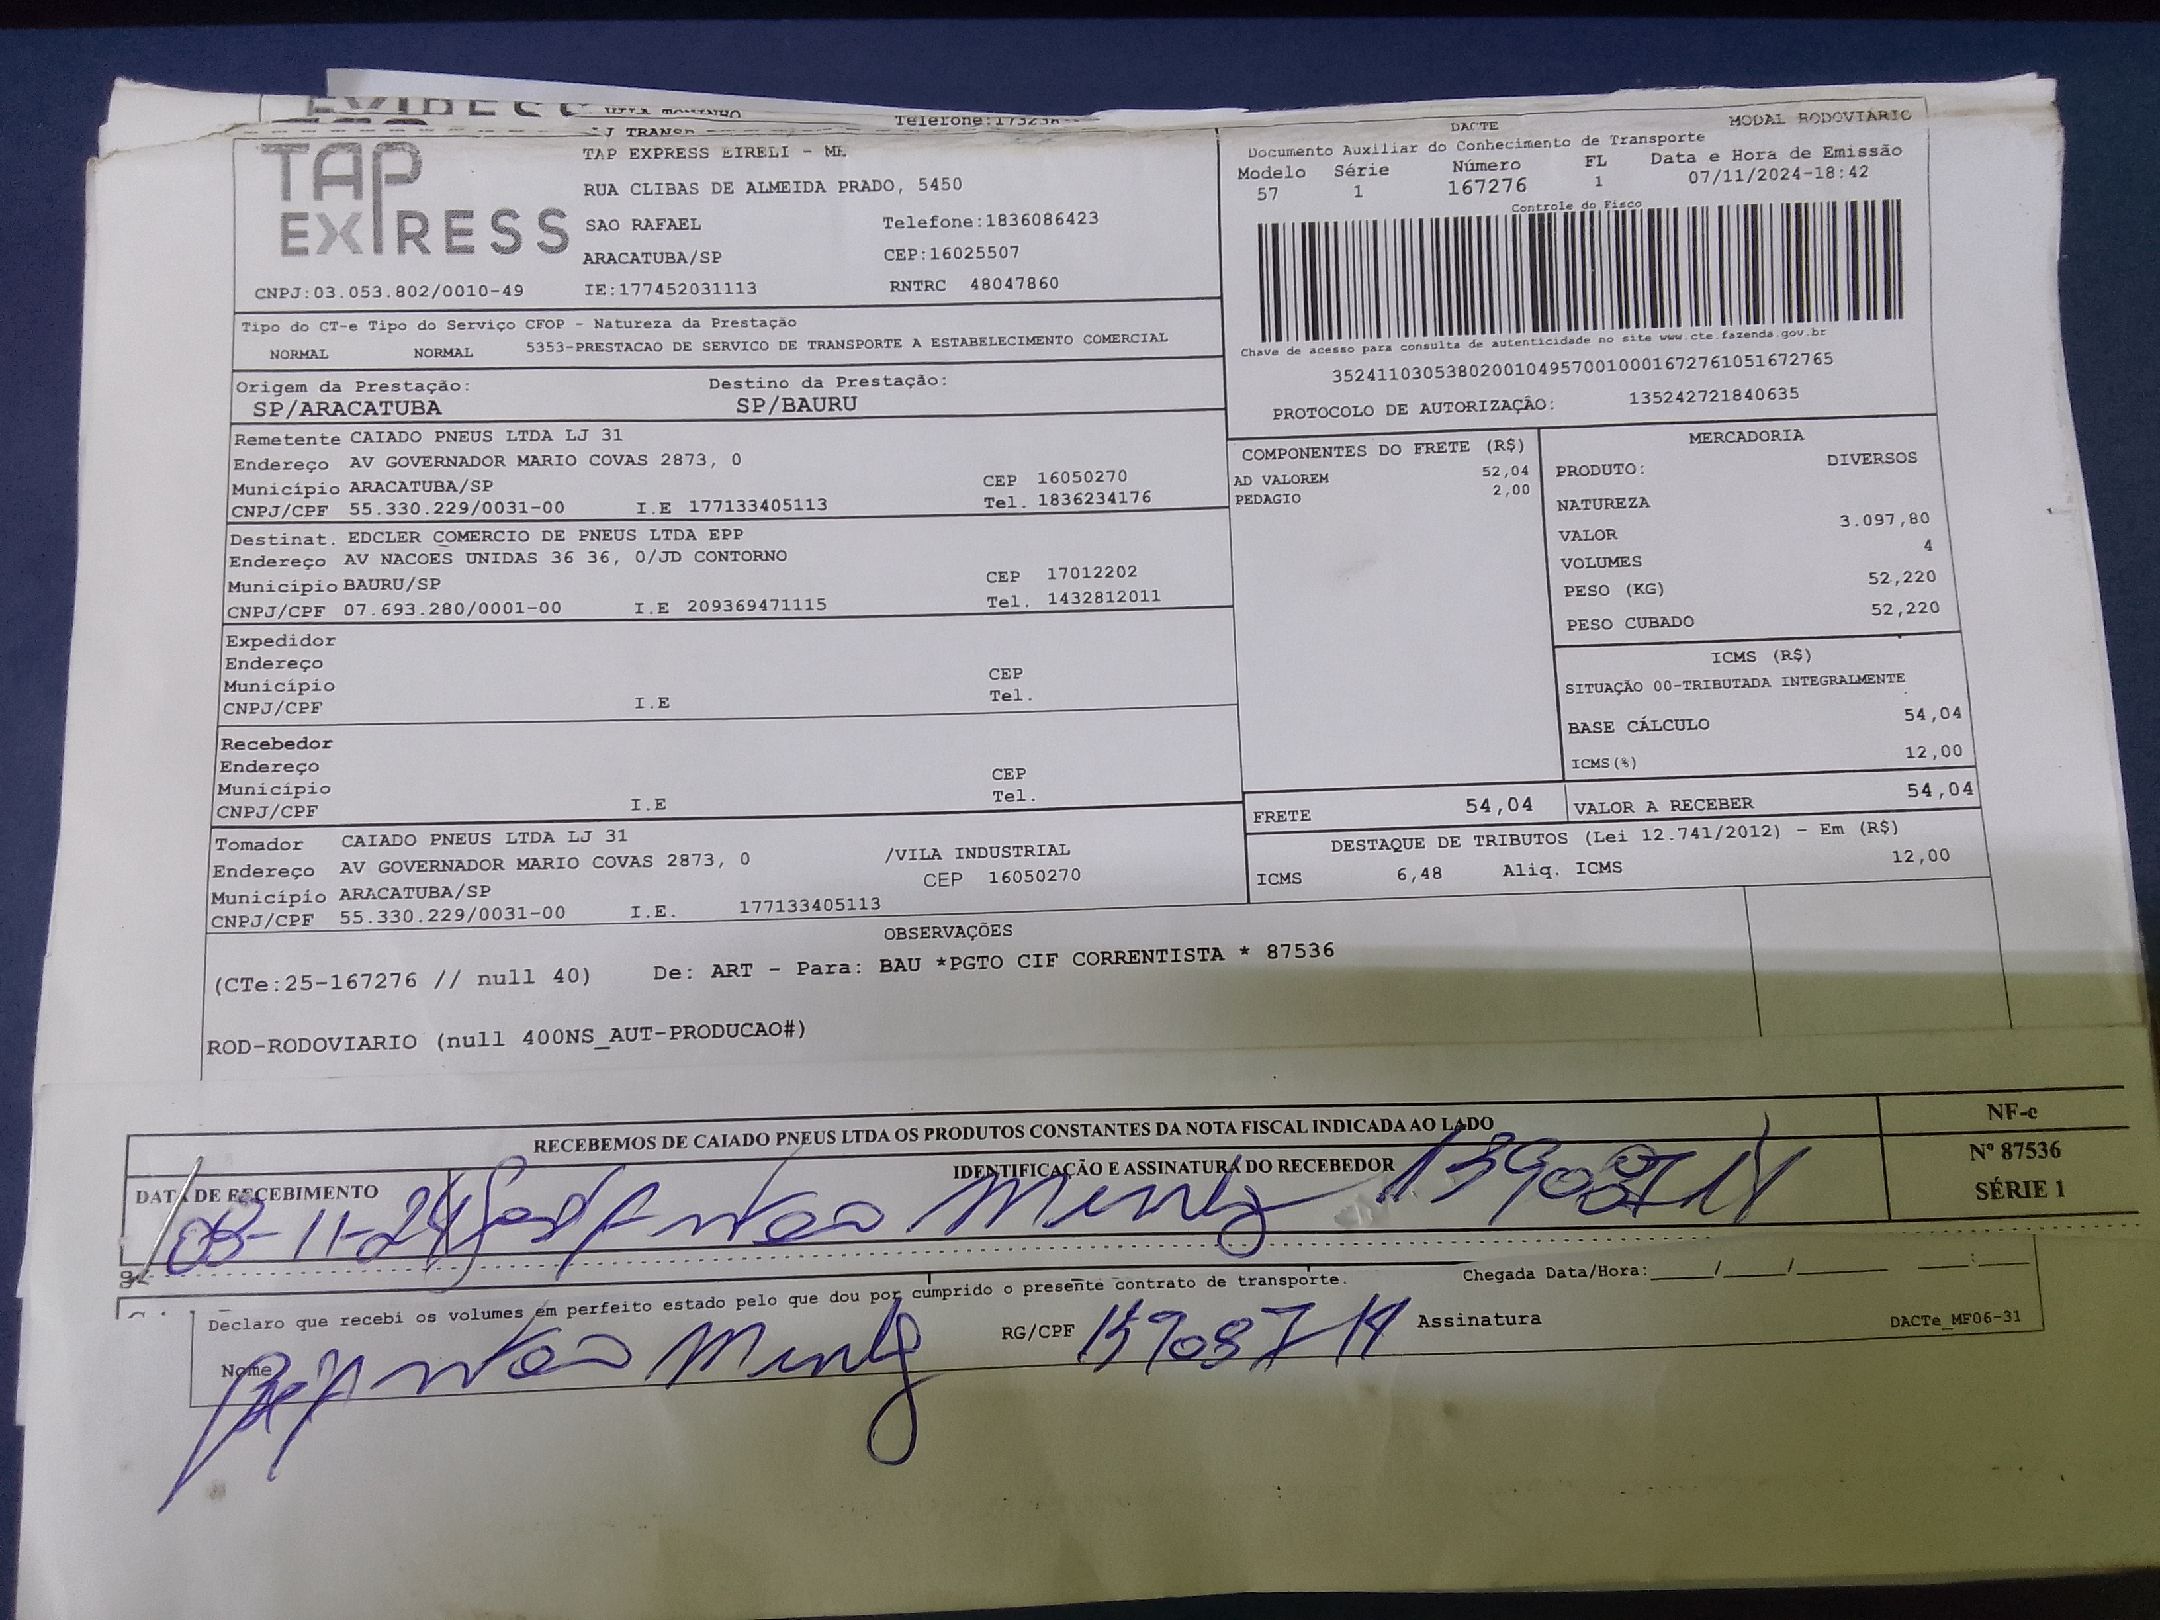 TAP
EXPRESS
TAP EXPRESS EIRELI - ME
RUA CLIBAS DE ALMEIDA PRADO, 5450
SAO RAFAEL Telefone:1836086423
ARACATUBA/SP CEP:16025507
CNPJ:03.053.802/0010-49 IE:177452031113 RNTRC 48047860
DACTE MODAL RODOVIARIO
Documento Auxiliar do Conhecimento de Transporte
Modelo Série Número FL Data e Hora de Emissão
57 1 167276 1 07/11/2024-18:42
Controle do Fisco
Chave de acesso para consulta de autenticidade no site www.cte.fazenda.gov.br
35241103053802001049570010001672761051672765
PROTOCOLO DE AUTORIZAÇÃO: 135242721840635
Tipo do CT-e Tipo do Serviço CFOP - Natureza da Prestação
NORMAL NORMAL 5353-PRESTACAO DE SERVICO DE TRANSPORTE A ESTABELECIMENTO COMERCIAL
Origem da Prestação: Destino da Prestação:
SP/ARACATUBA SP/BAURU
Remetente CAIADO PNEUS LTDA LJ 31
Endereço AV GOVERNADOR MARIO COVAS 2873, 0
Município ARACATUBA/SP CEP 16050270
CNPJ/CPF 55.330.229/0031-00 I.E 177133405113 Tel. 1836234176
Destinat. EDCLER COMERCIO DE PNEUS LTDA EPP
Endereço AV NACOES UNIDAS 36 36, 0/JD CONTORNO
Município BAURU/SP CEP 17012202
CNPJ/CPF 07.693.280/0001-00 I.E 209369471115 Tel. 1432812011
Expedidor
Endereço
Município CEP
CNPJ/CPF I.E Tel.
Recebedor
Endereço
Município CEP
CNPJ/CPF I.E Tel.
Tomador CAIADO PNEUS LTDA LJ 31
Endereço AV GOVERNADOR MARIO COVAS 2873, 0 /VILA INDUSTRIAL
Município ARACATUBA/SP CEP 16050270
CNPJ/CPF 55.330.229/0031-00 I.E. 177133405113
COMPONENTES DO FRETE (R$)
AD VALOREM 52,04
PEDAGIO 2,00
MERCADORIA
PRODUTO: DIVERSOS
NATUREZA
VALOR 3.097,80
VOLUMES 4
PESO (KG) 52,220
PESO CUBADO 52,220
ICMS (R$)
SITUAÇÃO 00-TRIBUTADA INTEGRALMENTE
BASE CÁLCULO 54,04
ICMS(%) 12,00
FRETE 54,04 VALOR A RECEBER 54,04
DESTAQUE DE TRIBUTOS (Lei 12.741/2012) - Em (R$)
ICMS 6,48 Aliq. ICMS 12,00
OBSERVAÇÕES
(CTe:25-167276 // null 40) De: ART - Para: BAU *PGTO CIF CORRENTISTA * 87536
ROD-RODOVIARIO (null 400NS_AUT-PRODUCAO#)
RECEBEMOS DE CAIADO PNEUS LTDA OS PRODUTOS CONSTANTES DA NOTA FISCAL INDICADA AO LADO
NF-e
Nº 87536
SÉRIE 1
DATA DE RECEBIMENTO IDENTIFICAÇÃO E ASSINATURA DO RECEBEDOR
08-11-24
Declaro que recebi os volumes em perfeito estado pelo que dou por cumprido o presente contrato de transporte. Chegada Data/Hora:_____/_____/_______ ____:____
Nome RG/CPF Assinatura DACTe_MF06-31